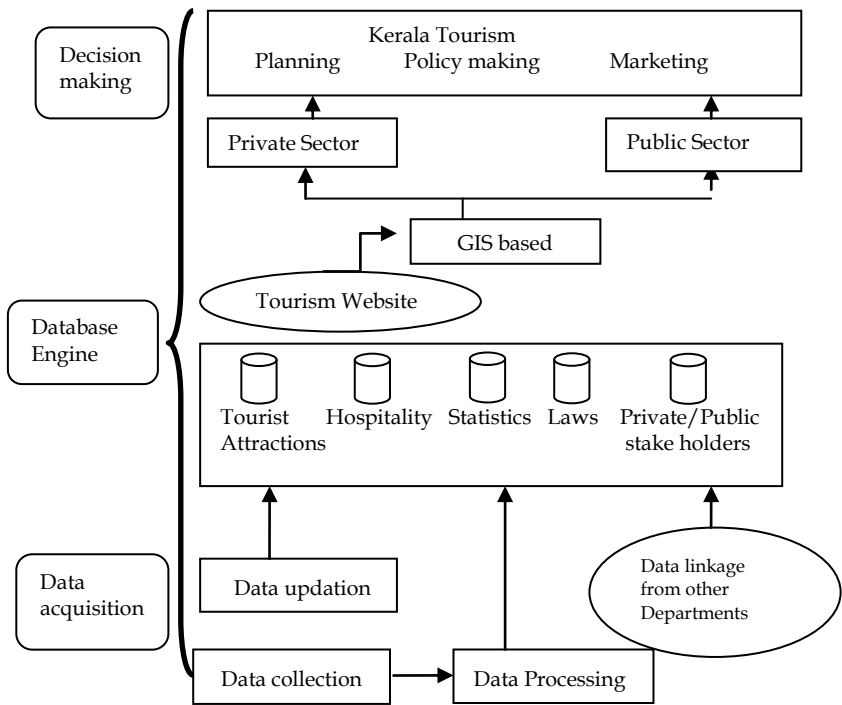 Decision
making
Kerala Tourism
Planning Policy making Marketing
Private Sector
Public Sector
GIS based
Tourism Website
Database
Engine
Tourist
Attractions
Hospitality
Statistics
Laws
Private/Public
stake holders
Data
acquisition
Data updation
Data linkage
from other
Departments
Data collection
Data Processing